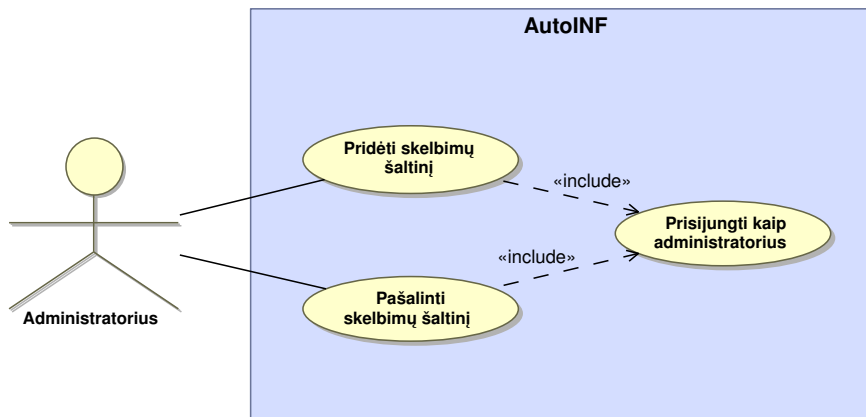 AutoINF
Pridėti skelbimų
šaltinį
«include»
Prisijungti kaip
administratorius
«include»
Pašalinti
skelbimų šaltinį
Administratorius